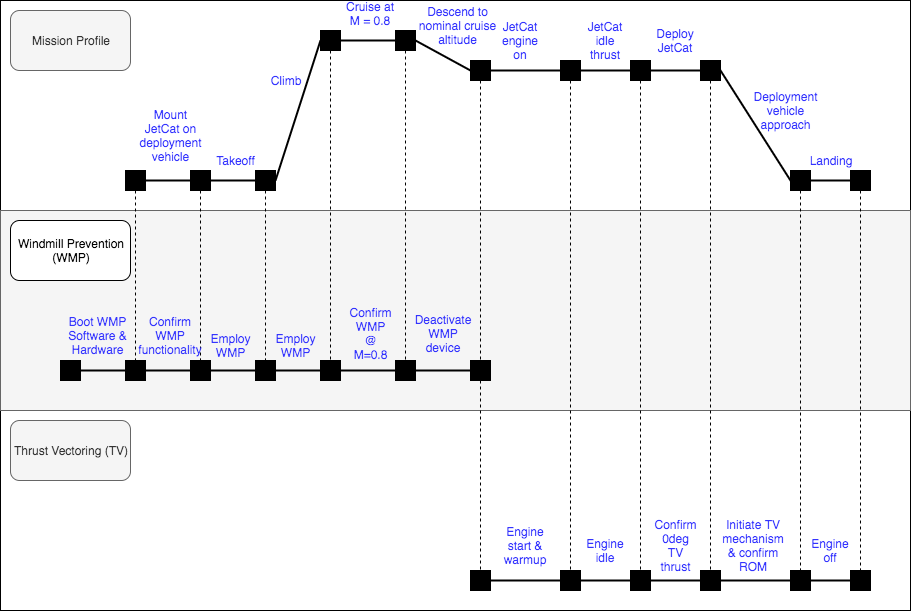 Mission Profile
Mount
JetCat on
deployment
vehicle
Takeoff
Climb
Cruise at
M = 0.8
Descend to
nominal cruise
altitude
JetCat
engine
on
JetCat
idle
thrust
Deploy
JetCat
Deployment
vehicle
approach
Landing
Windmill Prevention
(WMP)
Boot WMP
Software &
Hardware
Confirm
WMP
functionality
Employ
WMP
Employ
WMP
Confirm
WMP
@
M=0.8
Deactivate
WMP
device
Thrust Vectoring (TV)
Engine
start &
warmup
Engine
idle
Confirm
0deg
TV
thrust
Initiate TV
mechanism
& confirm
ROM
Engine
off